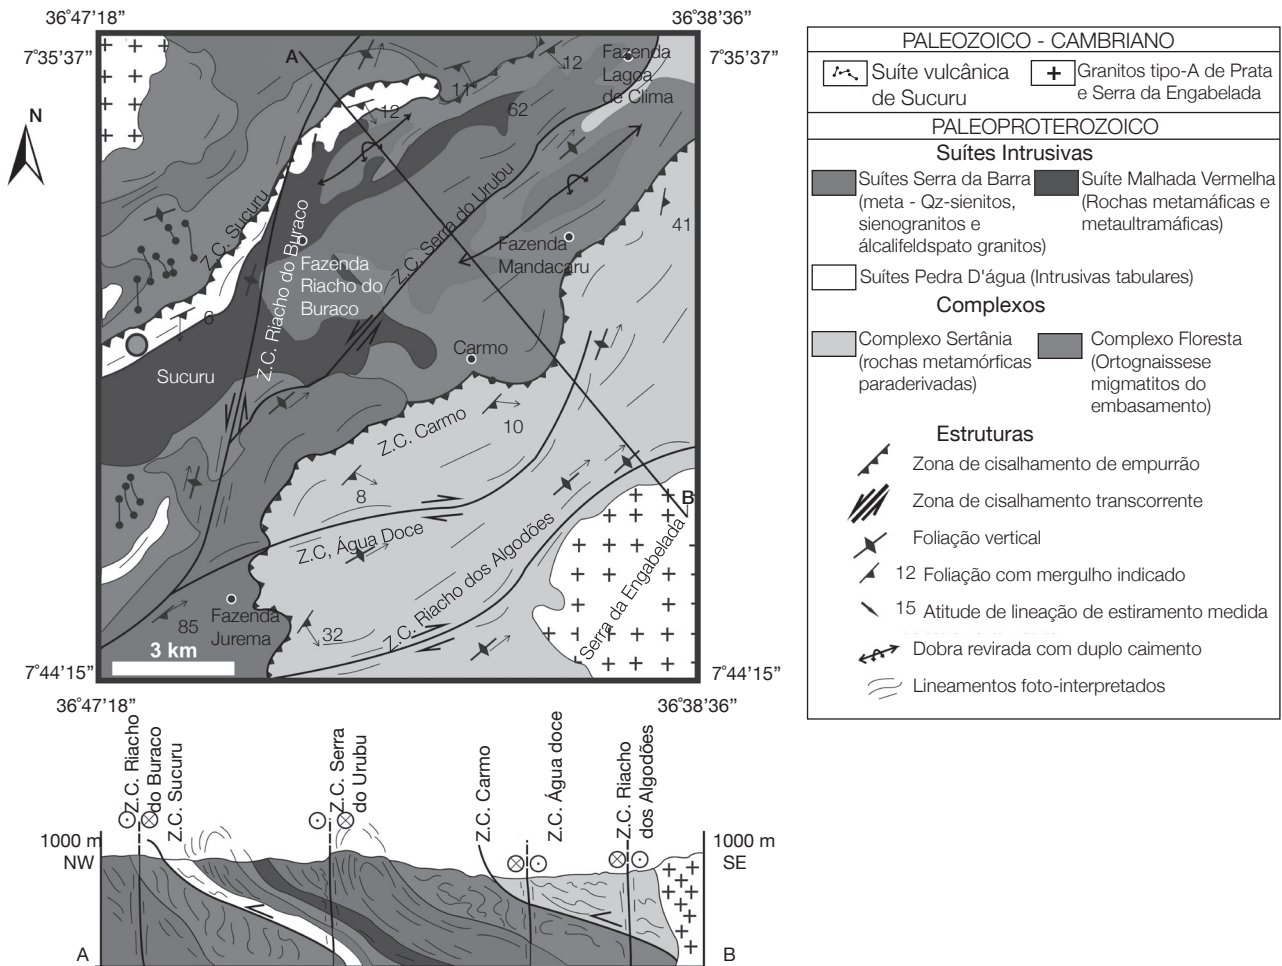 36°47'18"
36°38'36"
7°35'37"
7°35'37"
N
A
12
Fazenda
Lagoa
de Clima
11
12
62
Z.C. Sucuru
Z.C. Riacho do Buraco
Z.C. Serra do Urubu
41
Fazenda
Riacho do
Buraco
Fazenda
Mandacaru
6
Sucuru
Carmo
Z.C. Carmo
10
8
B
Z.C, Água Doce
Z.C. Riacho dos Algodões
Serra da Engabelada
85
Fazenda
Jurema
32
3 km
7°44'15"
7°44'15"
36°47'18"
36°38'36"
PALEOZOICO - CAMBRIANO
Suíte vulcânica
de Sucuru
Granitos tipo-A de Prata
e Serra da Engabelada
PALEOPROTEROZOICO
Suítes Intrusivas
Suítes Serra da Barra
(meta - Qz-sienitos,
sienogranitos e
álcalifeldspato granitos)
Suíte Malhada Vermelha
(Rochas metamáficas e
metaultramáficas)
Suítes Pedra D'água (Intrusivas tabulares)
Complexos
Complexo Sertânia
(rochas metamórficas
paraderivadas)
Complexo Floresta
(Ortognaissese
migmatitos do
embasamento)
Estruturas
Zona de cisalhamento de empurrão
Zona de cisalhamento transcorrente
Foliação vertical
12 Foliação com mergulho indicado
15 Atitude de lineação de estiramento medida
Dobra revirada com duplo caimento
Lineamentos foto-interpretados
Z.C. Riacho
do Buraco
Z.C. Sucuru
Z.C. Serra
do Urubu
Z.C. Carmo
Z.C. Água doce
Z.C. Riacho
dos Algodões
1000 m
NW
1000 m
SE
A
B